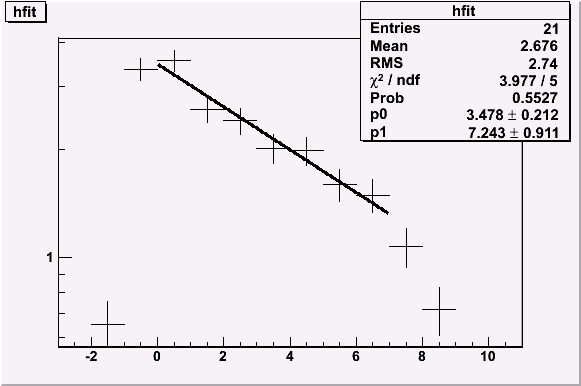 hfit
hfit
Entries 21
Mean 2.676
RMS 2.74
χ² / ndf 3.977 / 5
Prob 0.5527
p0 3.478 ± 0.212
p1 7.243 ± 0.911
1
-2 0 2 4 6 8 10